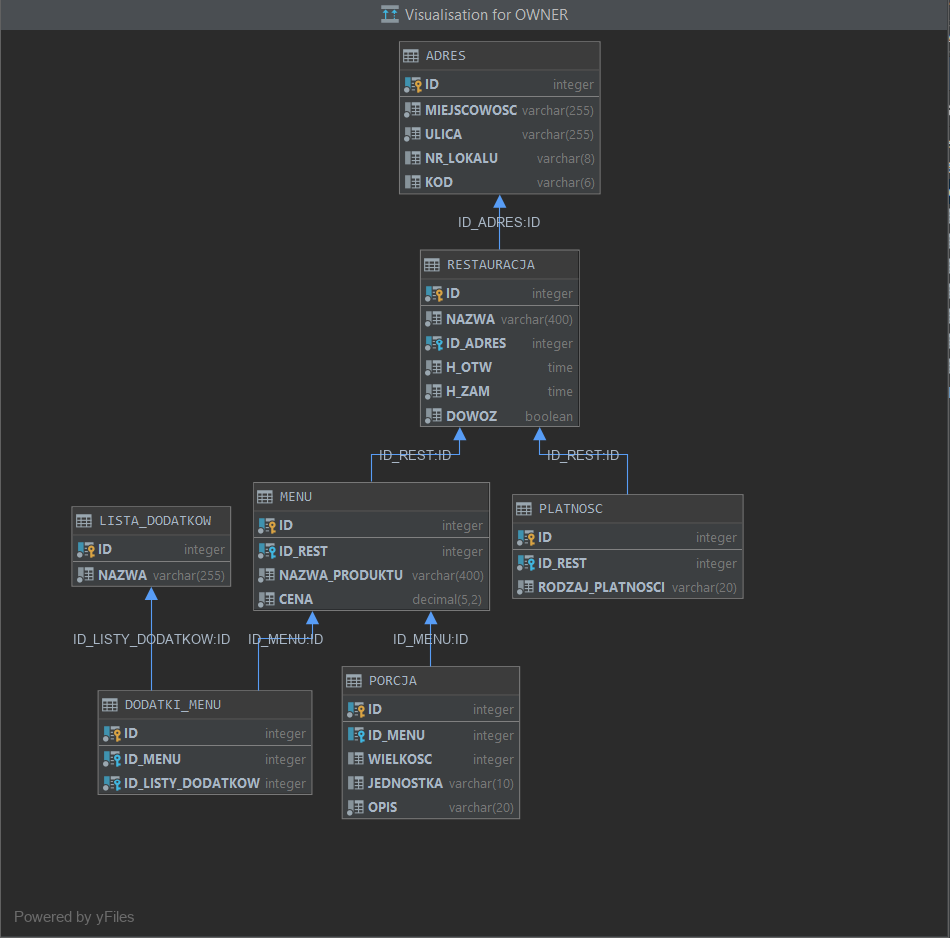 Visualisation for OWNER
ADRES
ID integer
MIEJSCOWOSC varchar(255)
ULICA varchar(255)
NR_LOKALU varchar(8)
KOD varchar(6)
ID_ADRES:ID
RESTAURACJA
ID integer
NAZWA varchar(400)
ID_ADRES integer
H_OTW time
H_ZAM time
DOWOZ boolean
ID_REST:ID
ID_REST:ID
MENU
ID integer
ID_REST integer
NAZWA_PRODUKTU varchar(400)
CENA decimal(5,2)
PLATNOSC
ID integer
ID_REST integer
RODZAJ_PLATNOSCI varchar(20)
LISTA_DODATKOW
ID integer
NAZWA varchar(255)
ID_LISTY_DODATKOW:ID
ID_MENU:ID
ID_MENU:ID
DODATKI_MENU
ID integer
ID_MENU integer
ID_LISTY_DODATKOW integer
PORCJA
ID integer
ID_MENU integer
WIELKOSC integer
JEDNOSTKA varchar(10)
OPIS varchar(20)
Powered by yFiles